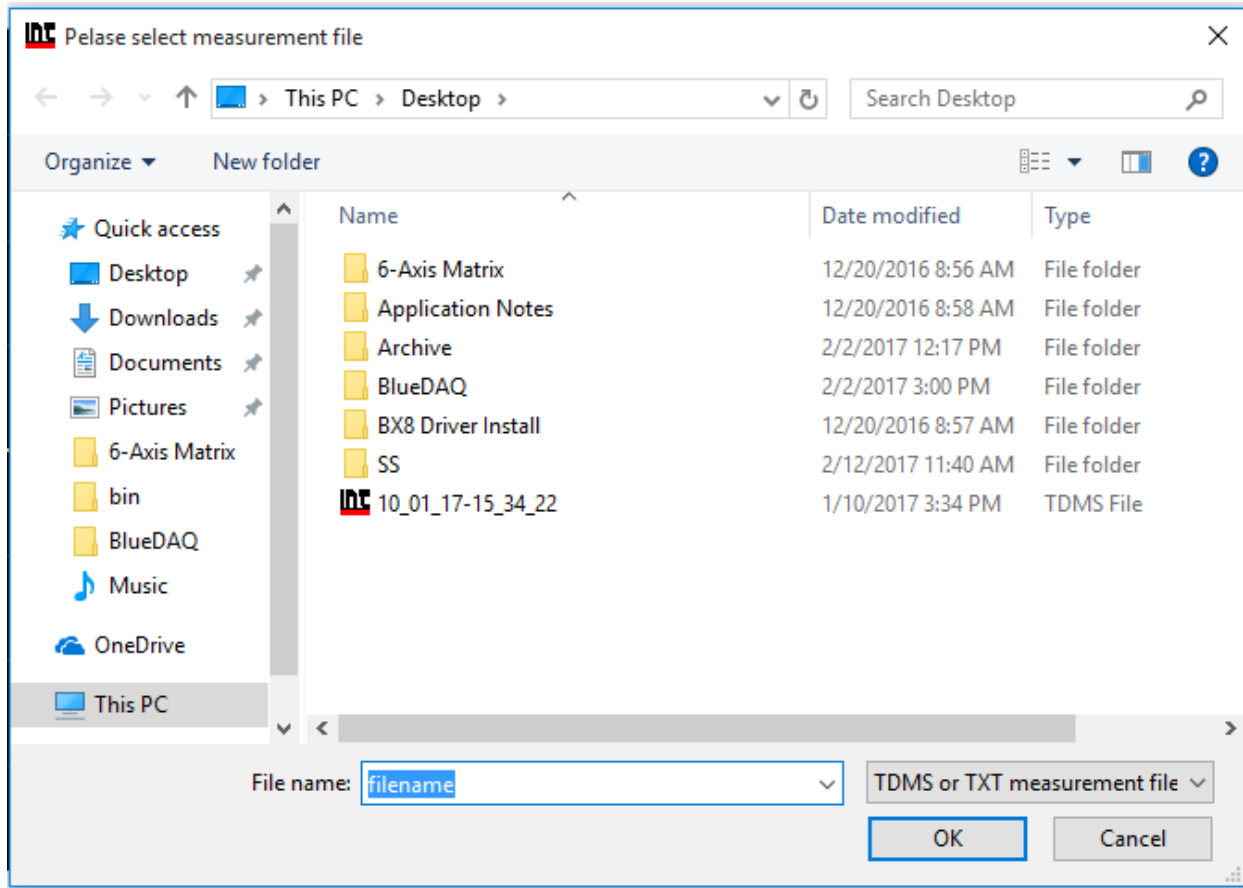 Pelase select measurement file
This PC > Desktop >
Search Desktop
Organize
New folder
?
Quick access
Desktop
Downloads
Documents
Pictures
6-Axis Matrix
bin
BlueDAQ
Music
OneDrive
This PC
Name Date modified Type
6-Axis Matrix 12/20/2016 8:56 AM File folder
Application Notes 12/20/2016 8:58 AM File folder
Archive 2/2/2017 12:17 PM File folder
BlueDAQ 2/2/2017 3:00 PM File folder
BX8 Driver Install 12/20/2016 8:57 AM File folder
SS 2/12/2017 11:40 AM File folder
10_01_17-15_34_22 1/10/2017 3:34 PM TDMS File
File name: filename
TDMS or TXT measurement file
OK
Cancel